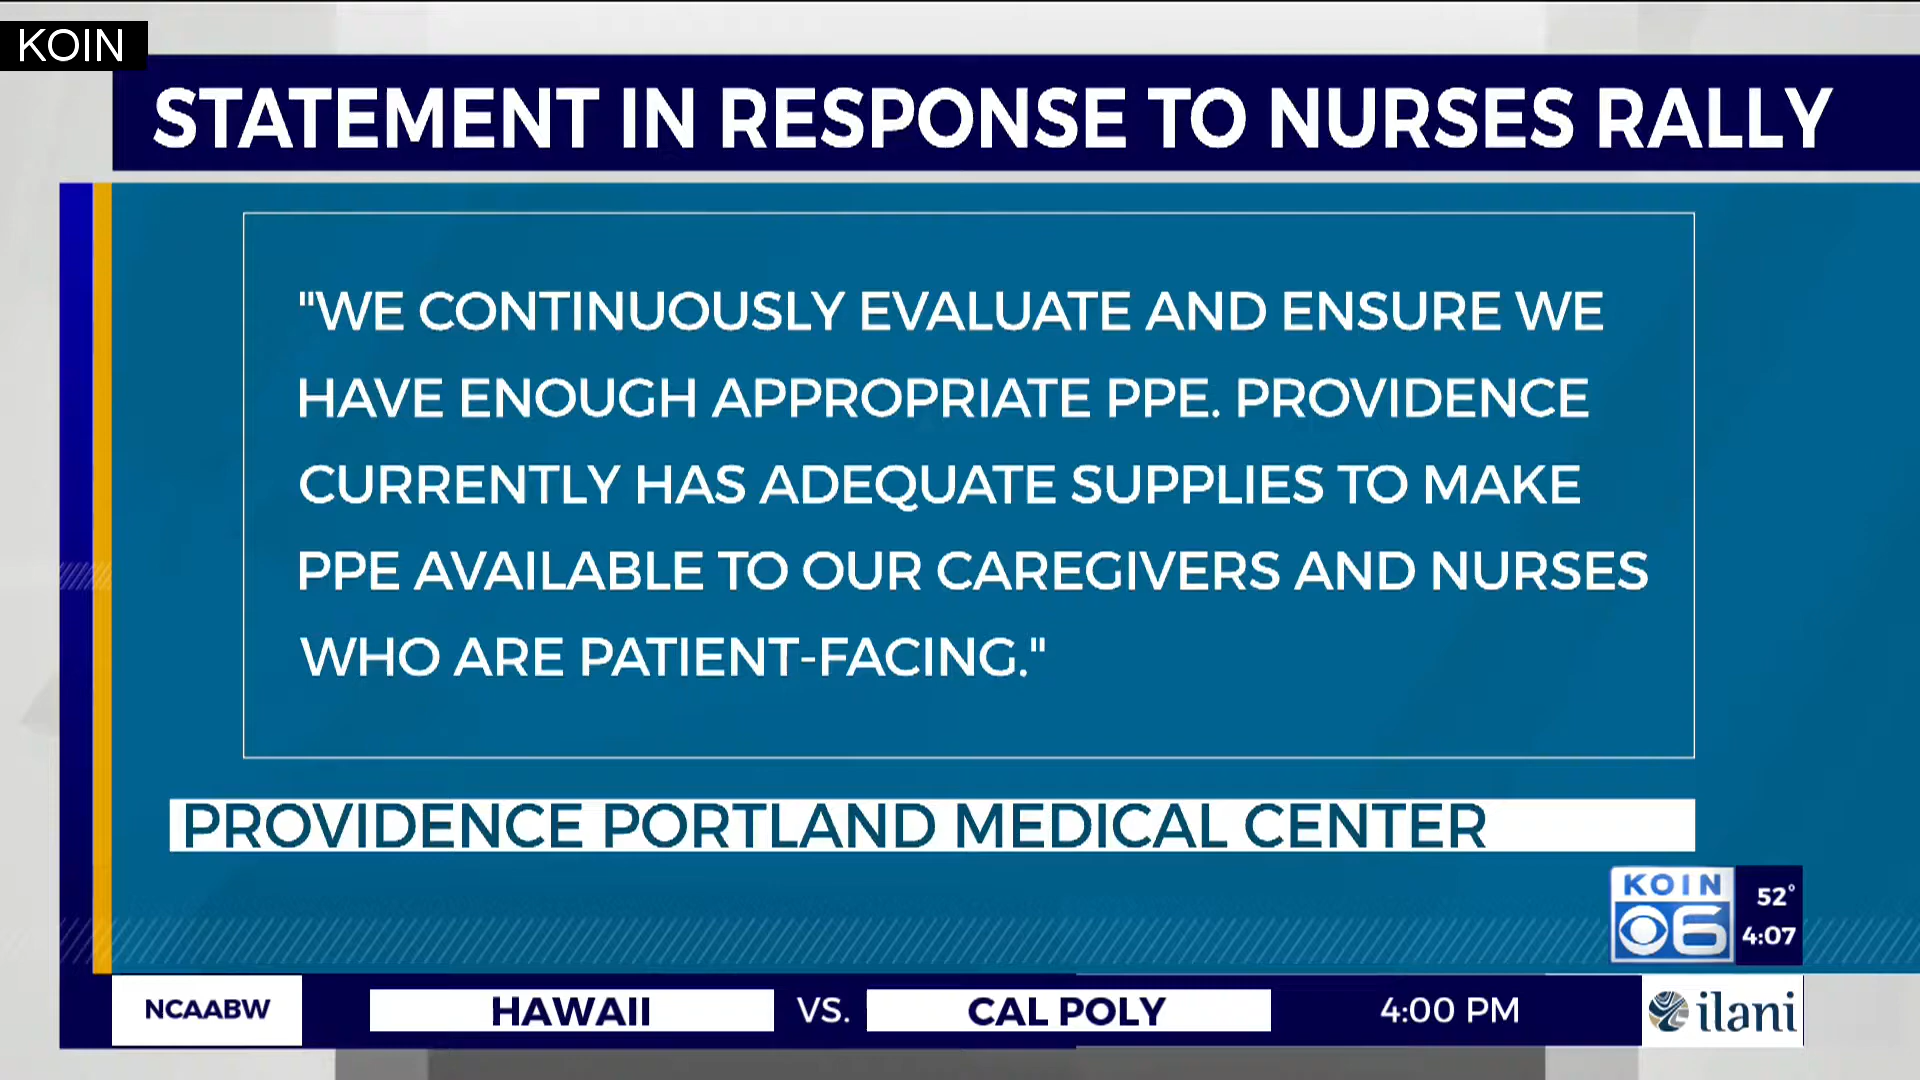 KOIN
STATEMENT IN RESPONSE TO NURSES RALLY
"WE CONTINUOUSLY EVALUATE AND ENSURE WE
HAVE ENOUGH APPROPRIATE PPE. PROVIDENCE
CURRENTLY HAS ADEQUATE SUPPLIES TO MAKE
PPE AVAILABLE TO OUR CAREGIVERS AND NURSES
WHO ARE PATIENT-FACING."
PROVIDENCE PORTLAND MEDICAL CENTER
KOIN
6
52°
4:07
NCAABW HAWAII VS. CAL POLY 4:00 PM ilani